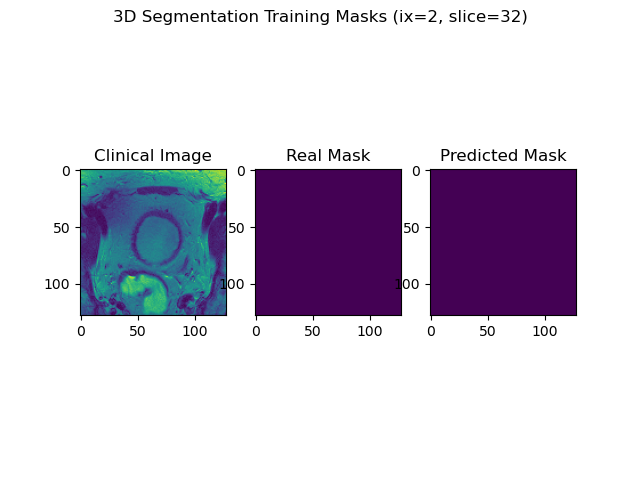 3D Segmentation Training Masks (ix=2, slice=32)
Clinical Image Real Mask Predicted Mask
0 0 0
50 50 50
100 100 100
0 50 100 0 50 100 0 50 100